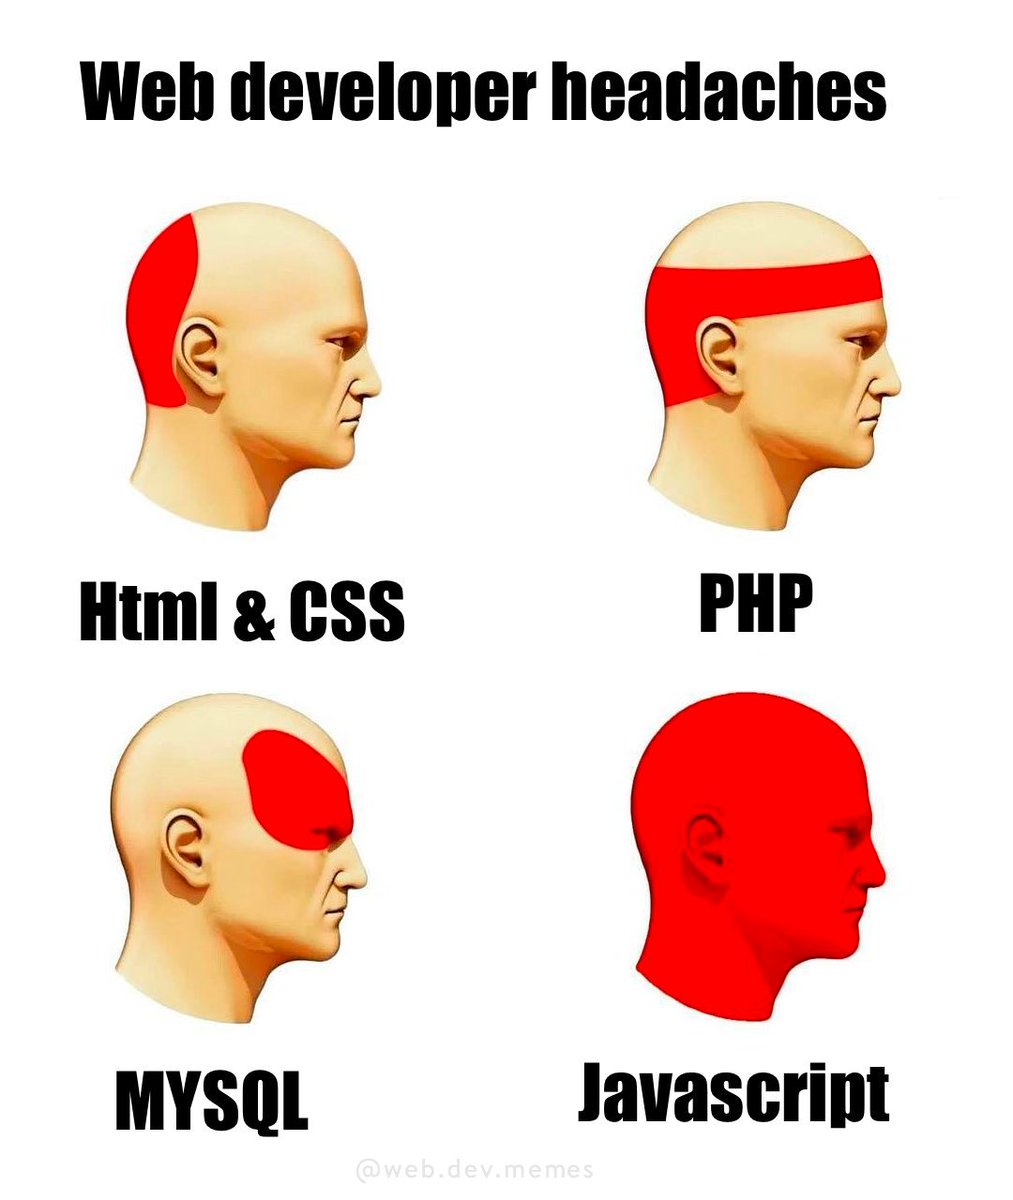 Web developer headaches
Html & CSS
PHP
MYSQL
Javascript
@web.dev.memes